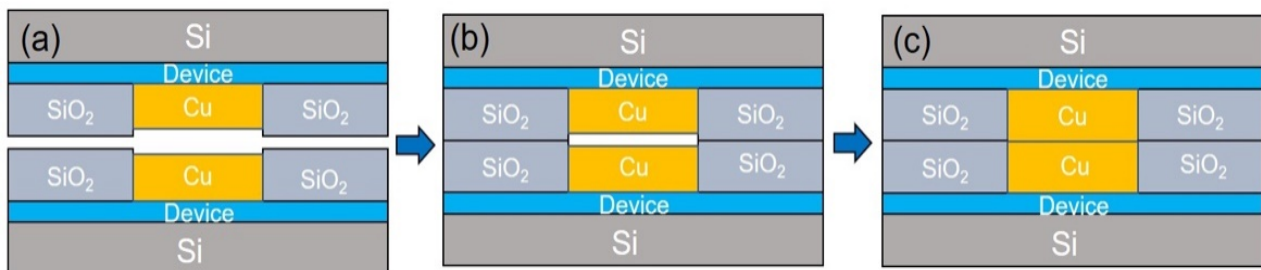 (a)
Si
Device
SiO₂ Cu SiO₂
SiO₂ Cu SiO₂
Device
Si
(b)
Si
Device
SiO₂ Cu SiO₂
SiO₂ Cu SiO₂
Device
Si
(c)
Si
Device
SiO₂ Cu SiO₂
SiO₂ Cu SiO₂
Device
Si